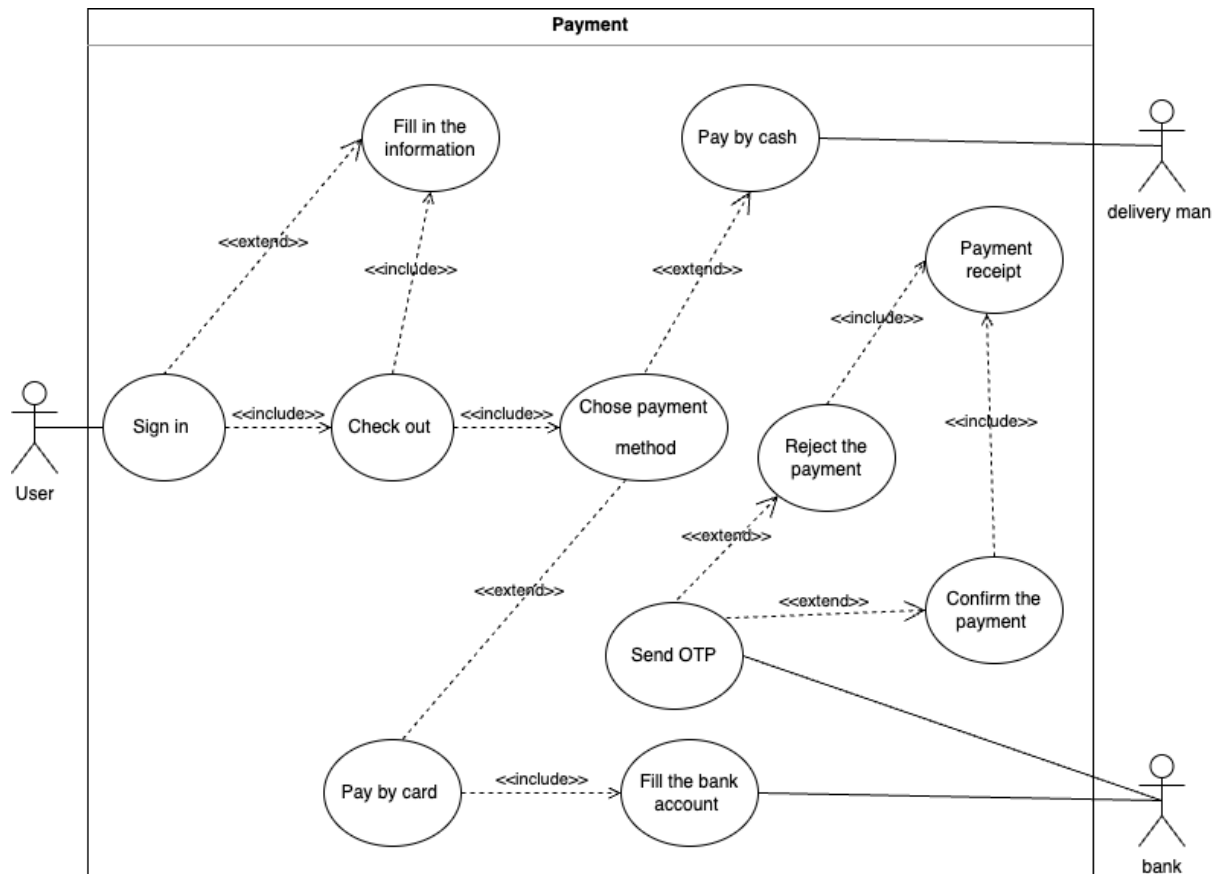 Payment
Fill in the
information
Pay by cash
delivery man
Payment
receipt
<<extend>>
<<include>>
<<extend>>
<<include>>
Sign in
<<include>>
Check out
<<include>>
Chose payment
method
Reject the
payment
<<include>>
User
<<extend>>
<<extend>>
<<extend>>
Confirm the
payment
Send OTP
Pay by card
<<include>>
Fill the bank
account
bank